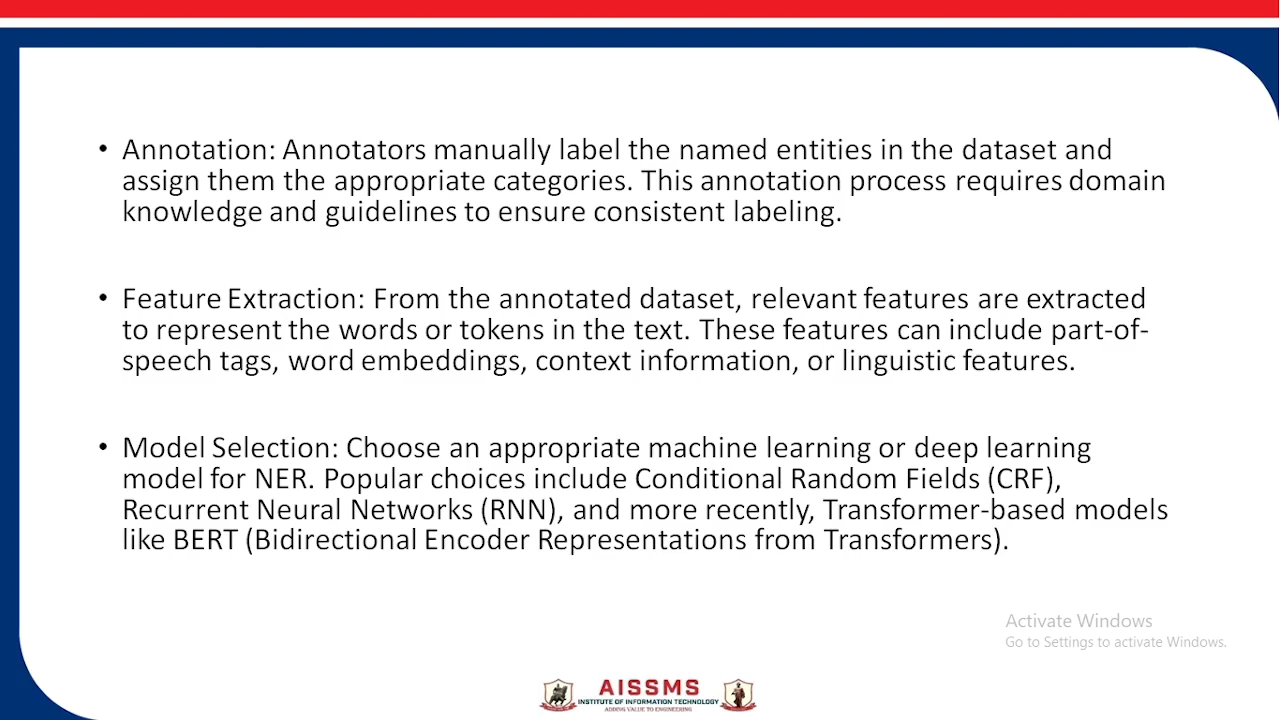 • Annotation: Annotators manually label the named entities in the dataset and
assign them the appropriate categories. This annotation process requires domain
knowledge and guidelines to ensure consistent labeling.
• Feature Extraction: From the annotated dataset, relevant features are extracted
to represent the words or tokens in the text. These features can include part-of-
speech tags, word embeddings, context information, or linguistic features.
• Model Selection: Choose an appropriate machine learning or deep learning
model for NER. Popular choices include Conditional Random Fields (CRF),
Recurrent Neural Networks (RNN), and more recently, Transformer-based models
like BERT (Bidirectional Encoder Representations from Transformers).
Activate Windows
Go to Settings to activate Windows.
AISSMS
INSTITUTE OF INFORMATION TECHNOLOGY
ADDING VALUE TO ENGINEERING